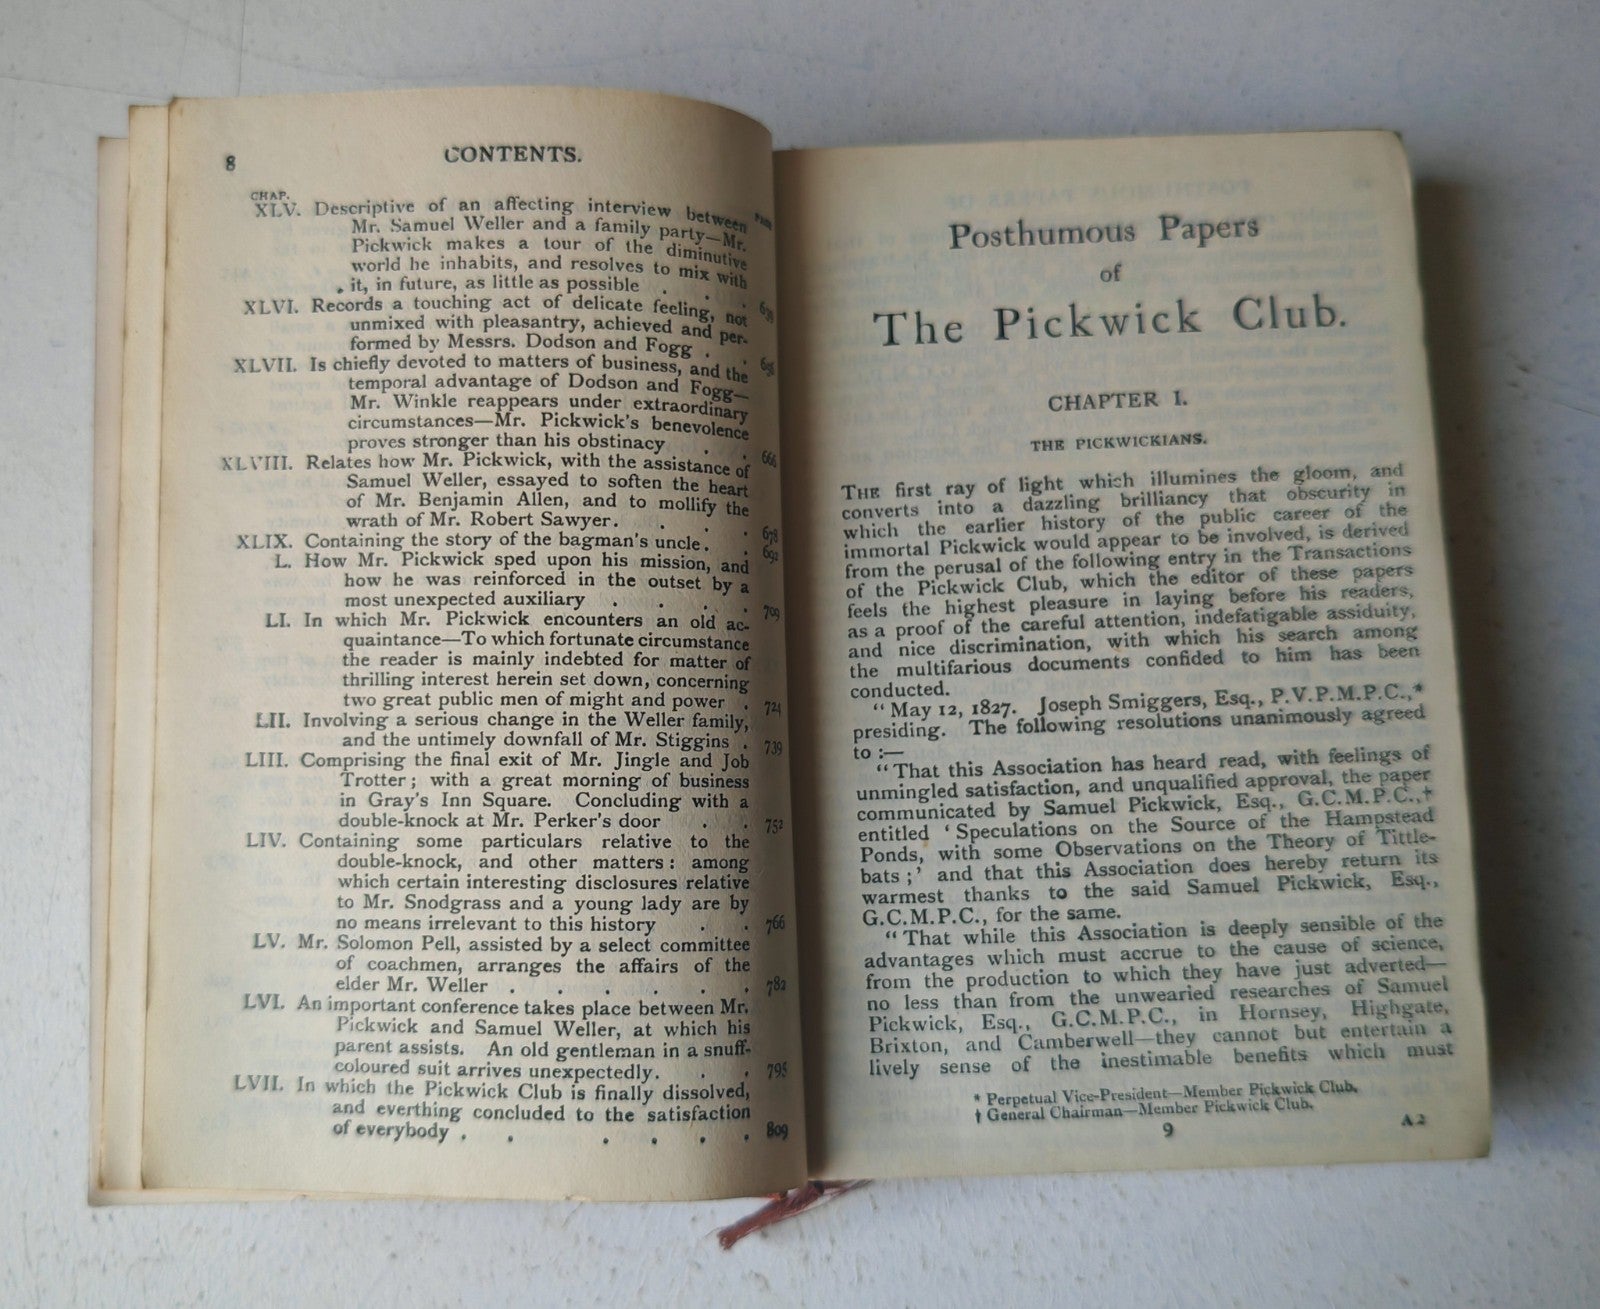 8 CONTENTS.
CHAP. PAGE
XLV. Descriptive of an affecting interview between
Mr. Samuel Weller and a family party—Mr.
Pickwick makes a tour of the diminutive
world he inhabits, and resolves to mix with
it, in future, as little as possible . . . 639
XLVI. Records a touching act of delicate feeling, not
unmixed with pleasantry, achieved and per-
formed by Messrs. Dodson and Fogg . . 656
XLVII. Is chiefly devoted to matters of business, and the
temporal advantage of Dodson and Fogg—
Mr. Winkle reappears under extraordinary
circumstances—Mr. Pickwick's benevolence
proves stronger than his obstinacy . . 666
XLVIII. Relates how Mr. Pickwick, with the assistance of
Samuel Weller, essayed to soften the heart
of Mr. Benjamin Allen, and to mollify the
wrath of Mr. Robert Sawyer. . . . . 678
XLIX. Containing the story of the bagman's uncle. . 692
L. How Mr. Pickwick sped upon his mission, and
how he was reinforced in the outset by a
most unexpected auxiliary . . . . 709
LI. In which Mr. Pickwick encounters an old ac-
quaintance—To which fortunate circumstance
the reader is mainly indebted for matter of
thrilling interest herein set down, concerning
two great public men of might and power . 724
LII. Involving a serious change in the Weller family,
and the untimely downfall of Mr. Stiggins . 739
LIII. Comprising the final exit of Mr. Jingle and Job
Trotter; with a great morning of business
in Gray's Inn Square. Concluding with a
double-knock at Mr. Perker's door . . 752
LIV. Containing some particulars relative to the
double-knock, and other matters: among
which certain interesting disclosures relative
to Mr. Snodgrass and a young lady are by
no means irrelevant to this history . . 766
LV. Mr. Solomon Pell, assisted by a select committee
of coachmen, arranges the affairs of the
elder Mr. Weller . . . . . . 782
LVI. An important conference takes place between Mr.
Pickwick and Samuel Weller, at which his
parent assists. An old gentleman in a snuff-
coloured suit arrives unexpectedly. . . 795
LVII. In which the Pickwick Club is finally dissolved,
and everthing concluded to the satisfaction
of everybody . . . . . . 809
Posthumous Papers
of
The Pickwick Club.
CHAPTER I.
THE PICKWICKIANS.
THE first ray of light which illumines the gloom, and
converts into a dazzling brilliancy that obscurity in
which the earlier history of the public career of the
immortal Pickwick would appear to be involved, is derived
from the perusal of the following entry in the Transactions
of the Pickwick Club, which the editor of these papers
feels the highest pleasure in laying before his readers,
as a proof of the careful attention, indefatigable assiduity,
and nice discrimination, with which his search among
the multifarious documents confided to him has been
conducted.
"May 12, 1827. Joseph Smiggers, Esq., P.V.P.M.P.C.,*
presiding. The following resolutions unanimously agreed
to :—
"That this Association has heard read, with feelings of
unmingled satisfaction, and unqualified approval, the paper
communicated by Samuel Pickwick, Esq., G.C.M.P.C.,†
entitled 'Speculations on the Source of the Hampstead
Ponds, with some Observations on the Theory of Tittle-
bats;' and that this Association does hereby return its
warmest thanks to the said Samuel Pickwick, Esq.,
G.C.M.P.C., for the same.
"That while this Association is deeply sensible of the
advantages which must accrue to the cause of science,
from the production to which they have just adverted—
no less than from the unwearied researches of Samuel
Pickwick, Esq., G.C.M.P.C., in Hornsey, Highgate,
Brixton, and Camberwell—they cannot but entertain a
lively sense of the inestimable benefits which must
* Perpetual Vice-President—Member Pickwick Club.
† General Chairman—Member Pickwick Club.
9 A 2